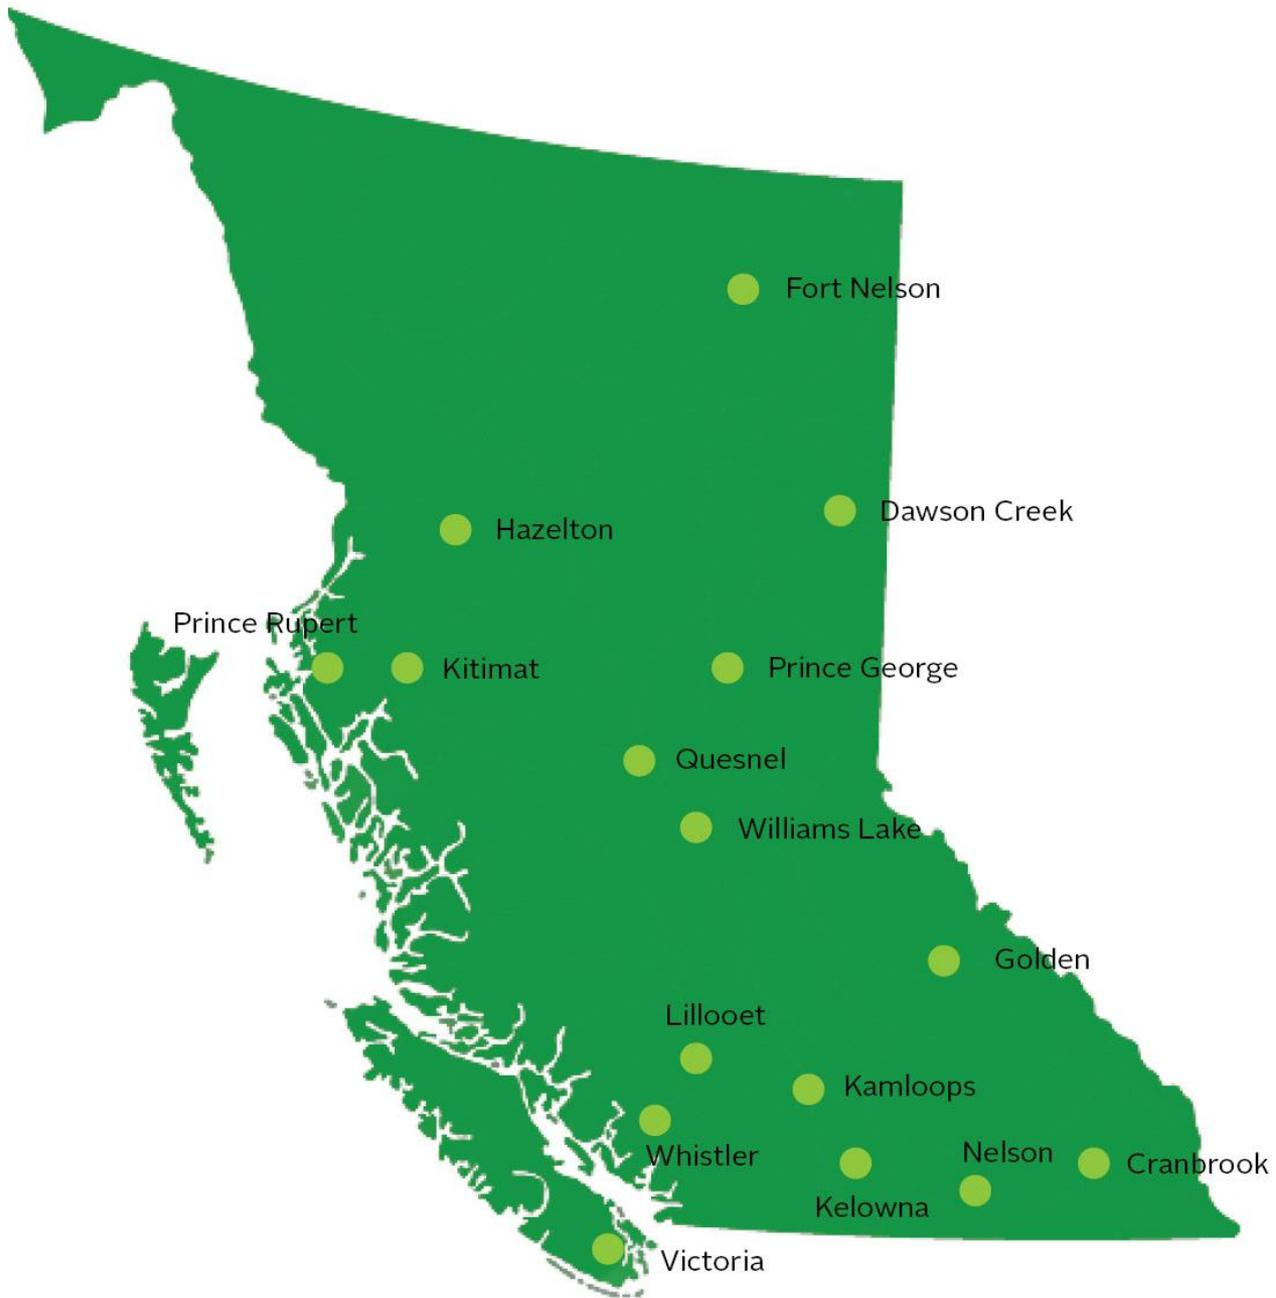 Fort Nelson
Dawson Creek
Hazelton
Prince Rupert
Kitimat
Prince George
Quesnel
Williams Lake
Golden
Lillooet
Kamloops
Whistler
Nelson
Cranbrook
Kelowna
Victoria